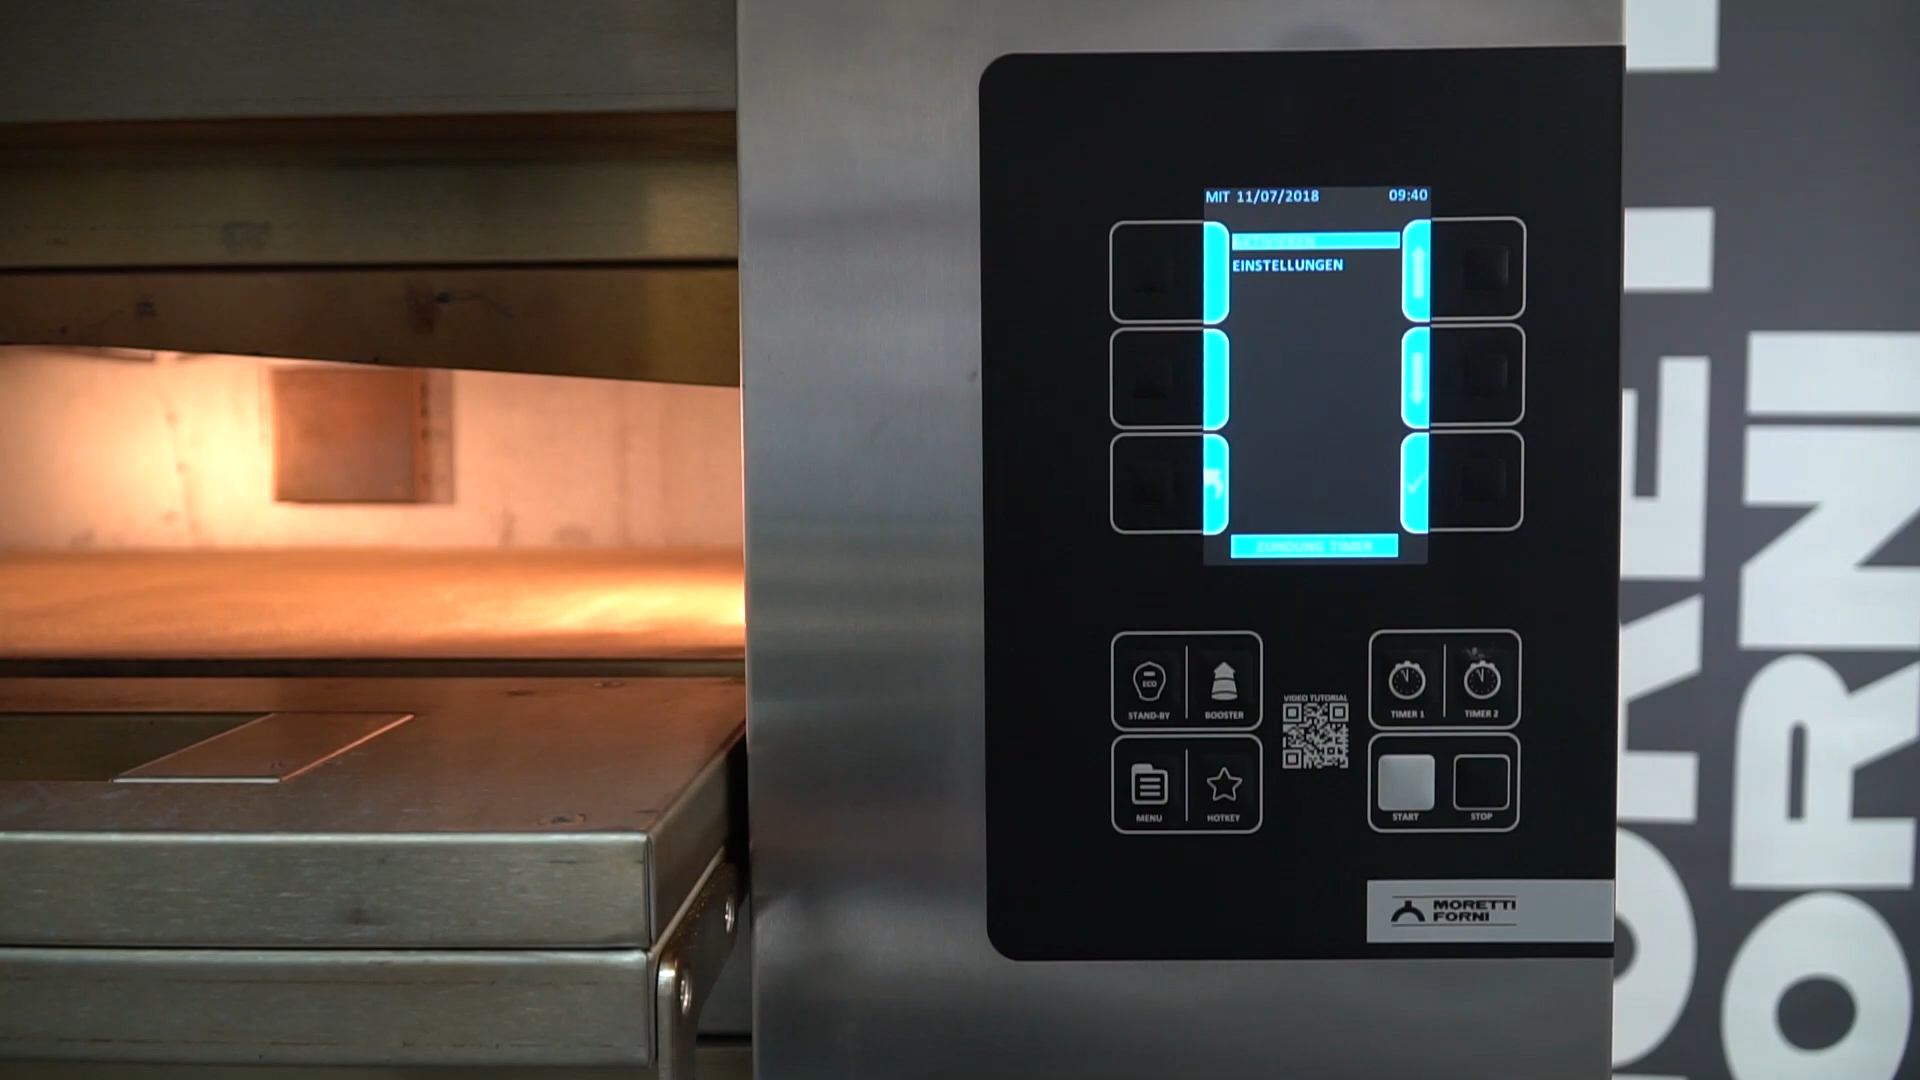 MIT 11/07/2018 09:40
EINSTELLUNGEN
ZÜNDUNG TIMER
ECO
STAND-BY
BOOSTER
VIDEO TUTORIAL
TIMER 1
TIMER 2
MENU
HOTKEY
START
STOP
MORETTI
FORNI